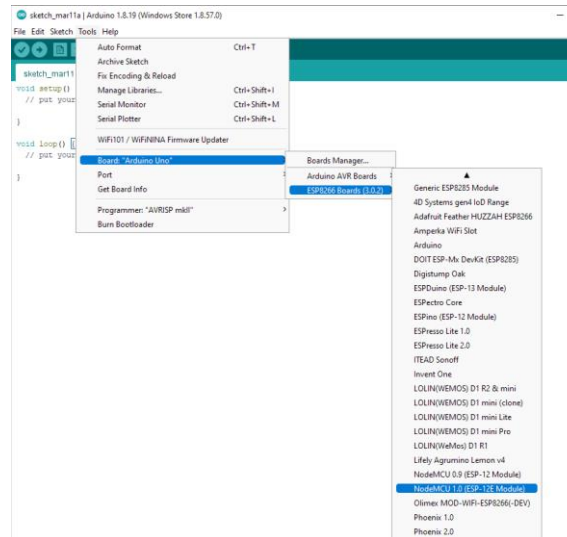 sketch_mar11a | Arduino 1.8.19 (Windows Store 1.8.57.0)
File Edit Sketch Tools Help
sketch_mar11
void setup()
// put your
}
void loop() {
// put your
}
Auto Format Ctrl+T
Archive Sketch
Fix Encoding & Reload
Manage Libraries... Ctrl+Shift+I
Serial Monitor Ctrl+Shift+M
Serial Plotter Ctrl+Shift+L
WiFi101 / WiFiNINA Firmware Updater
Board: "Arduino Uno"
Port
Get Board Info
Programmer: "AVRISP mkII"
Burn Bootloader
Boards Manager...
Arduino AVR Boards
ESP8266 Boards (3.0.2)
Generic ESP8285 Module
4D Systems gen4 IoD Range
Adafruit Feather HUZZAH ESP8266
Amperka WiFi Slot
Arduino
DOIT ESP-Mx DevKit (ESP8285)
Digistump Oak
ESPDuino (ESP-13 Module)
ESPectro Core
ESPino (ESP-12 Module)
ESPresso Lite 1.0
ESPresso Lite 2.0
ITEAD Sonoff
Invent One
LOLIN(WEMOS) D1 R2 & mini
LOLIN(WEMOS) D1 mini (clone)
LOLIN(WEMOS) D1 mini Lite
LOLIN(WEMOS) D1 mini Pro
LOLIN(WeMos) D1 R1
Lifely Agrumino Lemon v4
NodeMCU 0.9 (ESP-12 Module)
NodeMCU 1.0 (ESP-12E Module)
Olimex MOD-WIFI-ESP8266(-DEV)
Phoenix 1.0
Phoenix 2.0